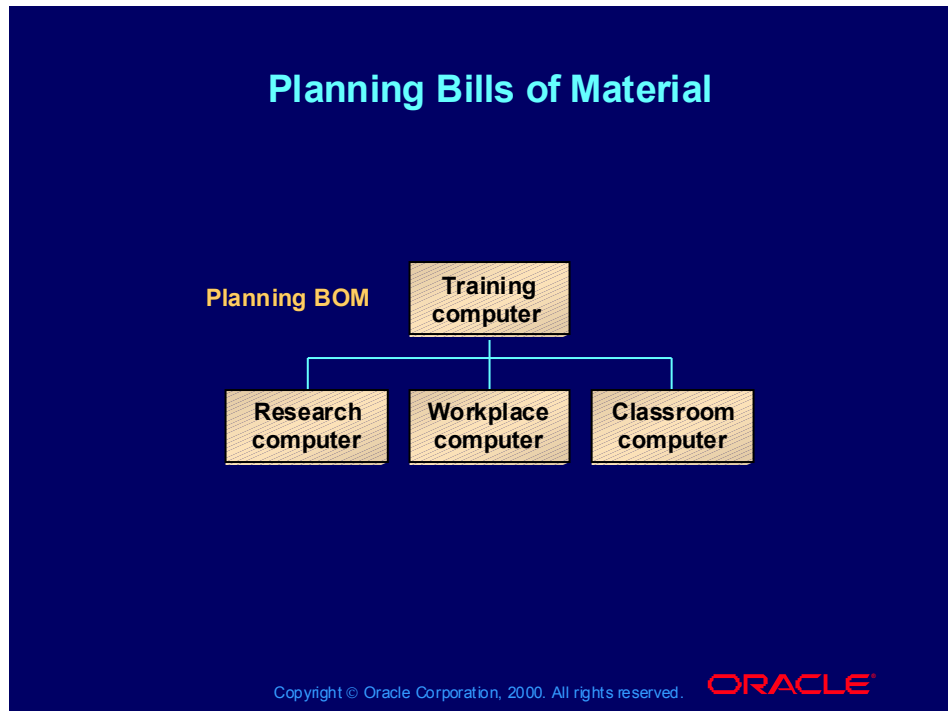 Planning Bills of Material
Planning BOM
Training
computer
Research
computer
Workplace
computer
Classroom
computer
Copyright © Oracle Corporation, 2000. All rights reserved.
ORACLE®